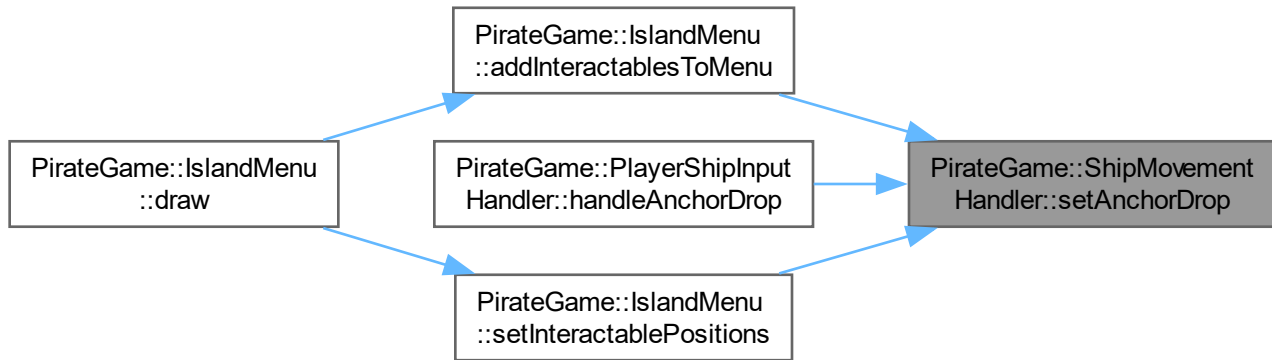 PirateGame::IslandMenu
::addInteractablesToMenu
PirateGame::IslandMenu
::draw
PirateGame::PlayerShipInput
Handler::handleAnchorDrop
PirateGame::ShipMovement
Handler::setAnchorDrop
PirateGame::IslandMenu
::setInteractablePositions